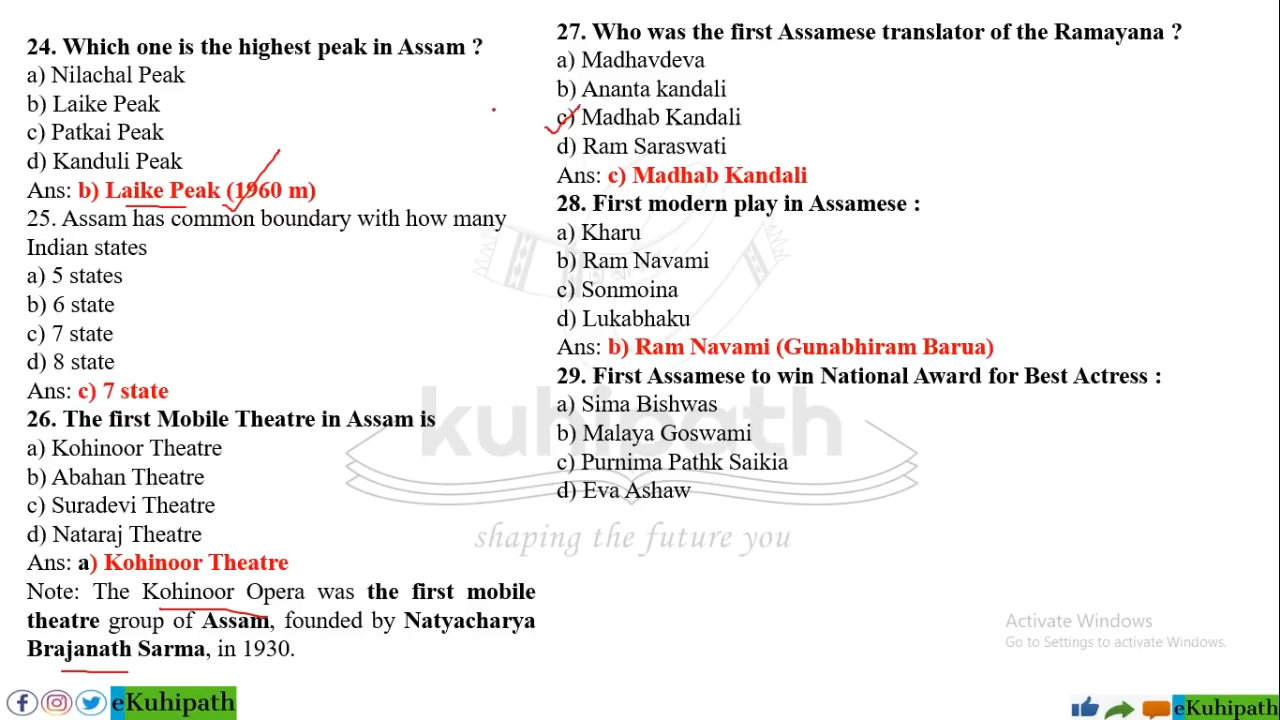 24. Which one is the highest peak in Assam ?
a) Nilachal Peak
b) Laike Peak
c) Patkai Peak
d) Kanduli Peak
Ans: b) Laike Peak (1960 m)
25. Assam has common boundary with how many
Indian states
a) 5 states
b) 6 state
c) 7 state
d) 8 state
Ans: c) 7 state
26. The first Mobile Theatre in Assam is
a) Kohinoor Theatre
b) Abahan Theatre
c) Suradevi Theatre
d) Nataraj Theatre
Ans: a) Kohinoor Theatre
Note: The Kohinoor Opera was the first mobile
theatre group of Assam, founded by Natyacharya
Brajanath Sarma, in 1930.
27. Who was the first Assamese translator of the Ramayana ?
a) Madhavdeva
b) Ananta kandali
c) Madhab Kandali
d) Ram Saraswati
Ans: c) Madhab Kandali
28. First modern play in Assamese :
a) Kharu
b) Ram Navami
c) Sonmoina
d) Lukabhaku
Ans: b) Ram Navami (Gunabhiram Barua)
29. First Assamese to win National Award for Best Actress :
a) Sima Bishwas
b) Malaya Goswami
c) Purnima Pathk Saikia
d) Eva Ashaw
kuhipath
shaping the future you
Activate Windows
Go to Settings to activate Windows.
eKuhipath
eKuhipath